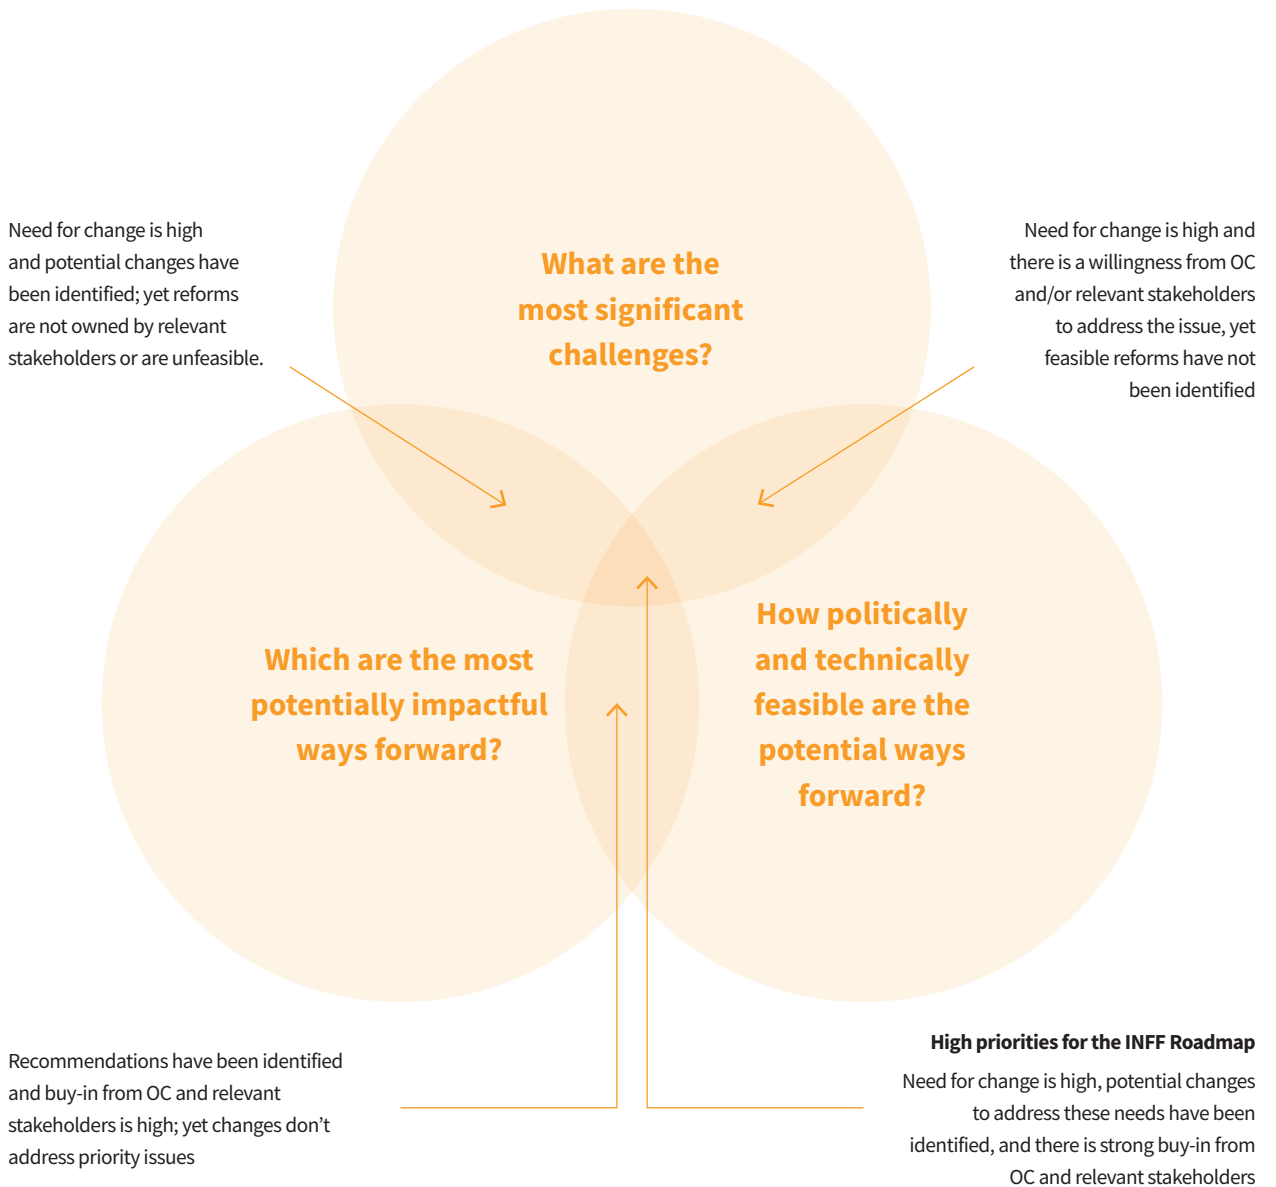 Need for change is high
and potential changes have
been identified; yet reforms
are not owned by relevant
stakeholders or are unfeasible.
What are the
most significant
challenges?
Need for change is high and
there is a willingness from OC
and/or relevant stakeholders
to address the issue, yet
feasible reforms have not
been identified
Which are the most
potentially impactful
ways forward?
How politically
and technically
feasible are the
potential ways
forward?
Recommendations have been identified
and buy-in from OC and relevant
stakeholders is high; yet changes don’t
address priority issues
High priorities for the INFF Roadmap
Need for change is high, potential changes
to address these needs have been
identified, and there is strong buy-in from
OC and relevant stakeholders